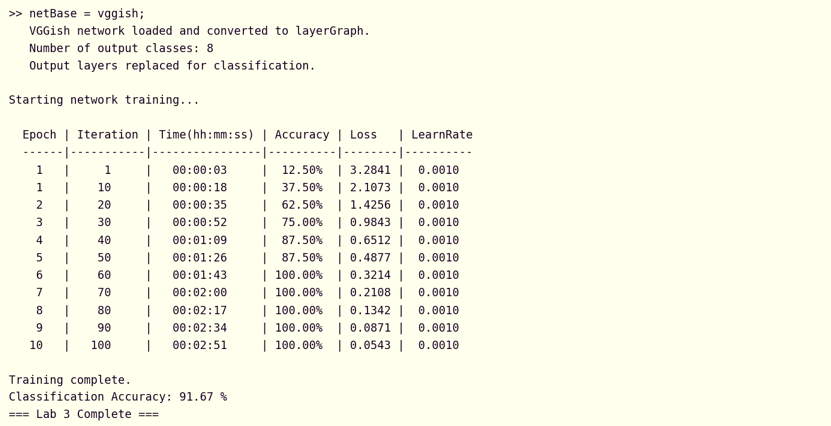 >> netBase = vggish;
   VGGish network loaded and converted to layerGraph.
   Number of output classes: 8
   Output layers replaced for classification.

Starting network training...

  Epoch | Iteration | Time(hh:mm:ss) | Accuracy | Loss   | LearnRate
  ------|-----------|----------------|----------|--------|----------
    1   |     1     |   00:00:03     |  12.50%  | 3.2841 |  0.0010
    1   |    10     |   00:00:18     |  37.50%  | 2.1073 |  0.0010
    2   |    20     |   00:00:35     |  62.50%  | 1.4256 |  0.0010
    3   |    30     |   00:00:52     |  75.00%  | 0.9843 |  0.0010
    4   |    40     |   00:01:09     |  87.50%  | 0.6512 |  0.0010
    5   |    50     |   00:01:26     |  87.50%  | 0.4877 |  0.0010
    6   |    60     |   00:01:43     | 100.00%  | 0.3214 |  0.0010
    7   |    70     |   00:02:00     | 100.00%  | 0.2108 |  0.0010
    8   |    80     |   00:02:17     | 100.00%  | 0.1342 |  0.0010
    9   |    90     |   00:02:34     | 100.00%  | 0.0871 |  0.0010
   10   |   100     |   00:02:51     | 100.00%  | 0.0543 |  0.0010

Training complete.
Classification Accuracy: 91.67 %
=== Lab 3 Complete ===